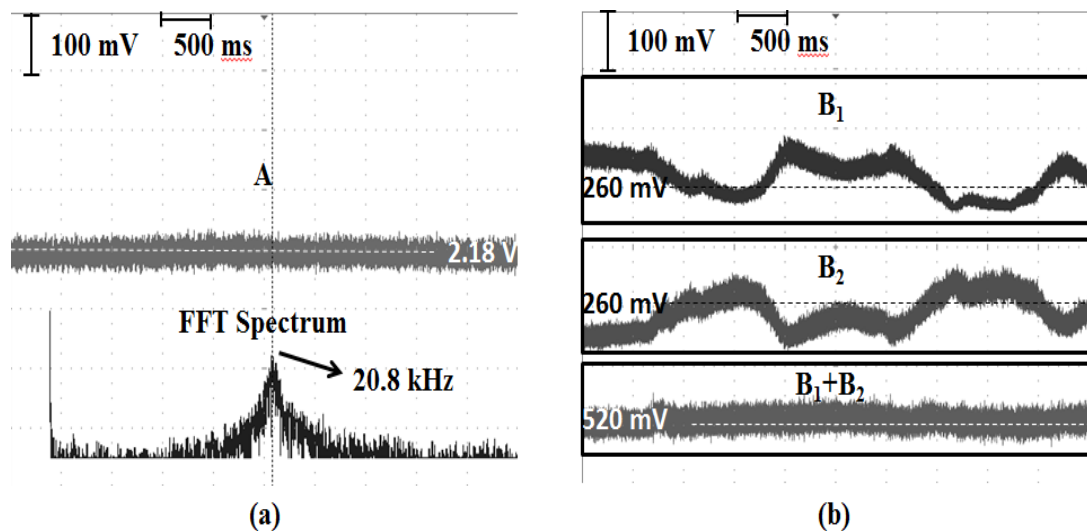 100 mV
500 ms
A
2.18 V
FFT Spectrum
20.8 kHz
(a)
100 mV
500 ms
B₁
260 mV
B₂
260 mV
B₁+B₂
520 mV
(b)